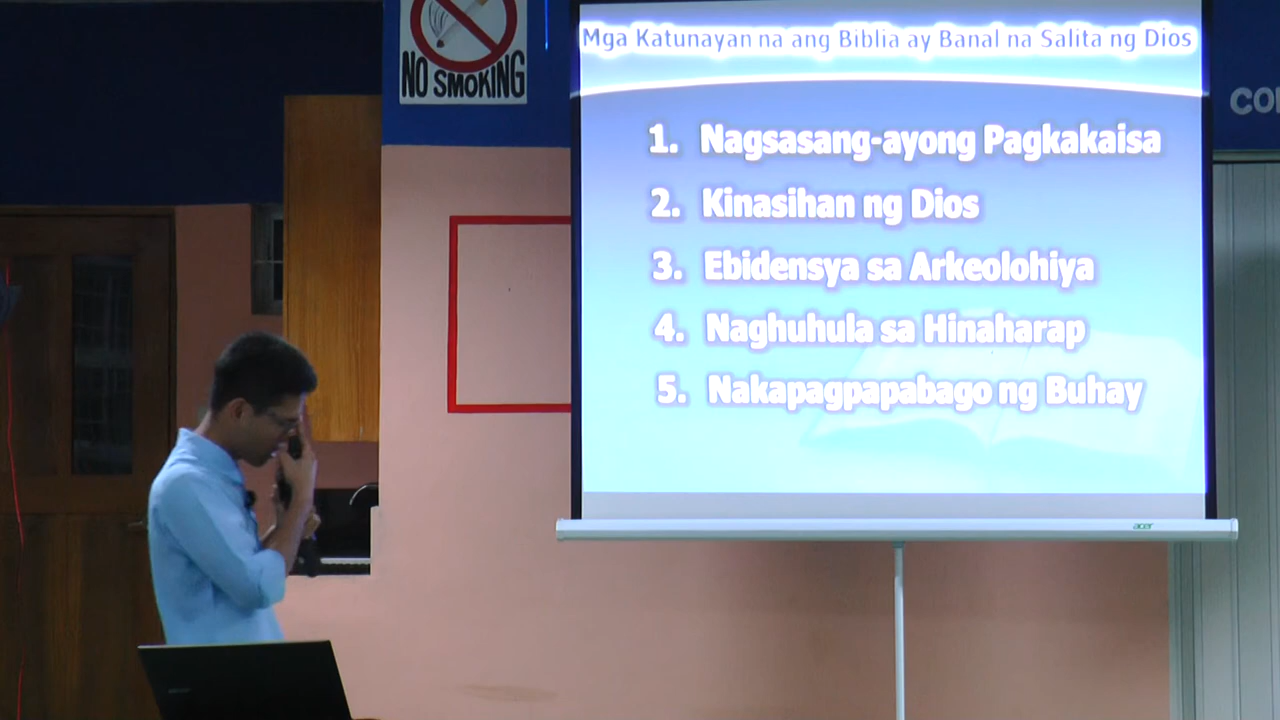 NO SMOKING
Mga Katunayan na ang Biblia ay Banal na Salita ng Dios
1. Nagsasang-ayong Pagkakaisa
2. Kinasihan ng Dios
3. Ebidensya sa Arkeolohiya
4. Naghuhula sa Hinaharap
5. Nakapagpapabago ng Buhay
acer